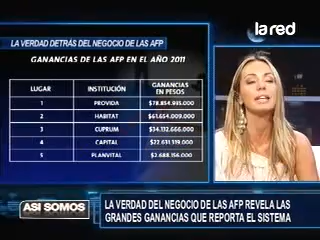 la red
LA VERDAD DETRÁS DEL NEGOCIO DE LAS AFP
GANANCIAS DE LAS AFP EN EL AÑO 2011
LUGAR INSTITUCIÓN GANANCIAS EN PESOS
1 PROVIDA $78.854.935.000
2 HABITAT $61.654.009.000
3 CUPRUM $34.132.666.000
4 CAPITAL $22.631.319.000
5 PLANVITAL $2.688.156.000
ASI SOMOS
LA VERDAD DEL NEGOCIO DE LAS AFP REVELA LAS
GRANDES GANANCIAS QUE REPORTA EL SISTEMA